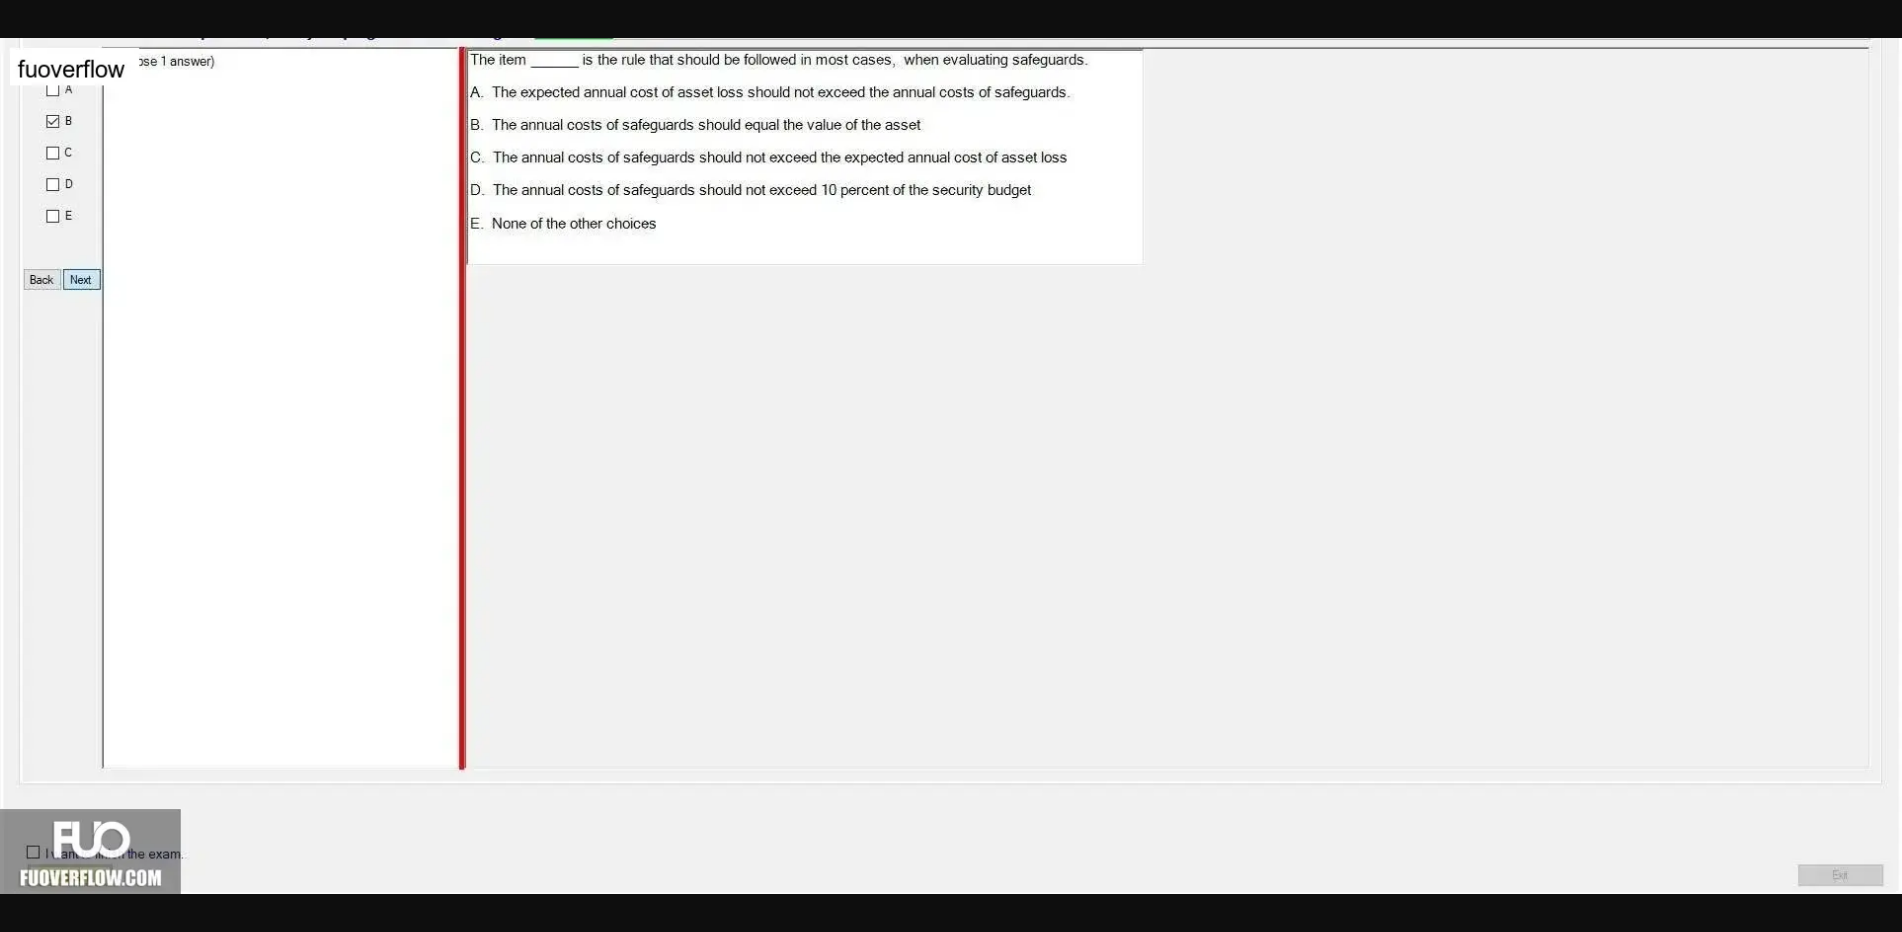 fuoverflow
ose 1 answer)
A
B
C
D
E
Back Next
The item ______ is the rule that should be followed in most cases, when evaluating safeguards.
A. The expected annual cost of asset loss should not exceed the annual costs of safeguards.
B. The annual costs of safeguards should equal the value of the asset
C. The annual costs of safeguards should not exceed the expected annual cost of asset loss
D. The annual costs of safeguards should not exceed 10 percent of the security budget
E. None of the other choices
FUO
I the exam.
FUOVERFLOW.COM
Exit